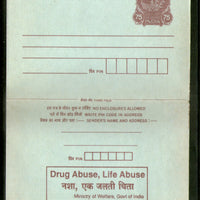 75
पिन PIN
इस पत्र के भीतर कुछ न रखिये NO ENCLOSURES ALLOWED
पते में पिन कोड लिखें WRITE PIN CODE IN ADDRESS
भेजने वाले का नाम और पता :- SENDER'S NAME AND ADDRESS :-
पिन PIN
Drug Abuse, Life Abuse
नशा, एक जलती चिता
Ministry of Welfare, Govt of India